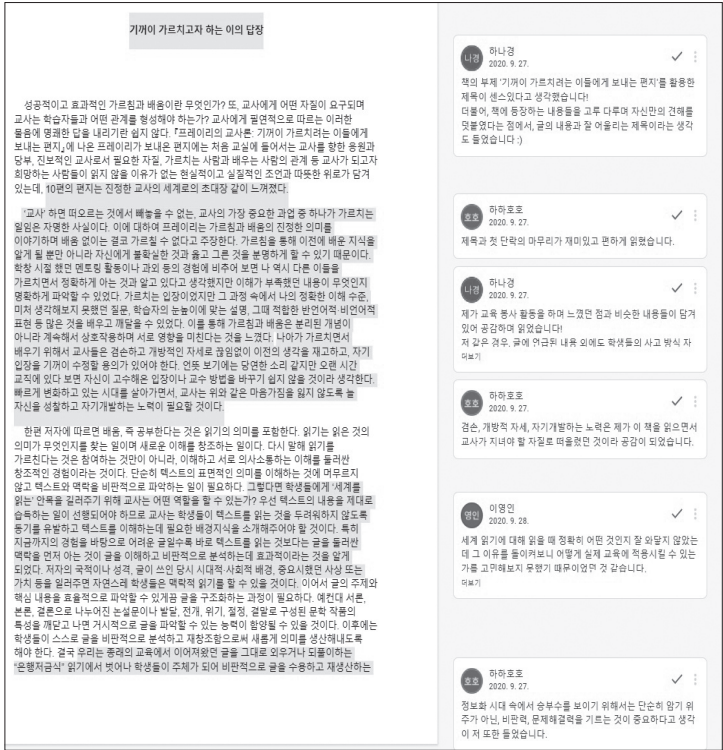 기꺼이 가르치고자 하는 이의 답장
성공적이고 효과적인 가르침과 배움이란 무엇인가? 또, 교사에게 어떤 자질이 요구되며
교사는 학습자들과 어떤 관계를 형성해야 하는가? 교사에게 필연적으로 따르는 이러한
물음에 명쾌한 답을 내리기란 쉽지 않다. 『프레이리의 교사론: 기꺼이 가르치려는 이들에게
보내는 편지』에 나온 프레이리가 보내온 편지에는 처음 교실에 들어서는 교사를 향한 응원과
당부, 진보적인 교사로서 필요한 자질, 가르치는 사람과 배우는 사람의 관계 등 교사가 되고자
희망하는 사람들이 읽지 않을 이유가 없는 현실적이고 실질적인 조언과 따뜻한 위로가 담겨
있는데, 10편의 편지는 진정한 교사의 세계로의 초대장 같이 느껴졌다.
'교사' 하면 떠오르는 것에서 빼놓을 수 없는, 교사의 가장 중요한 과업 중 하나가 가르치는
일임은 자명한 사실이다. 이에 대하여 프레이리는 가르침과 배움의 진정한 의미를
이야기하며 배움 없이는 결코 가르칠 수 없다고 주장한다. 가르침을 통해 이전에 배운 지식을
알게 될 뿐만 아니라 자신에게 불확실한 것과 옳고 그른 것을 분명하게 할 수 있기 때문이다.
학창 시절 했던 멘토링 활동이나 과외 등의 경험에 비추어 보면 나 역시 다른 이들을
가르치면서 정확하게 아는 것과 알고 있다고 생각했지만 이해가 부족했던 내용이 무엇인지
명확하게 파악할 수 있었다. 가르치는 입장이었지만 그 과정 속에서 나의 정확한 이해 수준,
미처 생각해보지 못했던 질문, 학습자의 눈높이에 맞는 설명, 그때 적합한 반언어적·비언어적
표현 등 많은 것을 배우고 깨달을 수 있었다. 이를 통해 가르침과 배움은 분리된 개념이
아니라 계속해서 상호작용하며 서로 영향을 미친다는 것을 느꼈다. 나아가 가르치면서
배우기 위해서 교사들은 겸손하고 개방적인 자세로 끊임없이 이전의 생각을 재고하고, 자기
입장을 기꺼이 수정할 용의가 있어야 한다. 언뜻 보기에는 당연한 소리 같지만 오랜 시간
교직에 있다 보면 자신이 고수해온 입장이나 교수 방법을 바꾸기 쉽지 않을 것이라 생각한다.
빠르게 변화하고 있는 시대를 살아가면서, 교사는 위와 같은 마음가짐을 잃지 않도록 늘
자신을 성찰하고 자기개발하는 노력이 필요할 것이다.
한편 저자에 따르면 배움, 즉 공부한다는 것은 읽기의 의미를 포함한다. 읽기는 읽은 것의
의미가 무엇인지를 찾는 일이며 새로운 이해를 창조하는 일이다. 다시 말해 읽기를
가르친다는 것은 참여하는 것만이 아니라, 이해하고 서로 의사소통하는 이해를 둘러싼
창조적인 경험이라는 것이다. 단순히 텍스트의 표면적인 의미를 이해하는 것에 머무르지
않고 텍스트와 맥락을 비판적으로 파악하는 일이 필요하다. 그렇다면 학생들에게 '세계를
읽는' 안목을 길러주기 위해 교사는 어떤 역할을 할 수 있는가? 우선 텍스트의 내용을 제대로
습득하는 일이 선행되어야 하므로 교사는 학생들이 텍스트를 읽는 것을 두려워하지 않도록
동기를 유발하고 텍스트를 이해하는데 필요한 배경지식을 소개해주어야 할 것이다. 특히
지금까지의 경험을 바탕으로 어려운 글일수록 바로 텍스트를 읽는 것보다는 글을 둘러싼
맥락을 먼저 아는 것이 글을 이해하고 비판적으로 분석하는데 효과적이라는 것을 알게
되었다. 저자의 국적이나 성격, 글이 쓰인 당시 시대적·사회적 배경, 중요시했던 사상 또는
가치 등을 일러주면 자연스레 학생들은 맥락적 읽기를 할 수 있을 것이다. 이어서 글의 주제와
핵심 내용을 효율적으로 파악할 수 있게끔 글을 구조화하는 과정이 필요하다. 예컨대 서론,
본론, 결론으로 나누어진 논설문이나 발단, 전개, 위기, 절정, 결말로 구성된 문학 작품의
특성을 깨닫고 나면 거시적으로 글을 파악할 수 있는 능력이 함양될 수 있을 것이다. 이후에는
학생들이 스스로 글을 비판적으로 분석하고 재창조함으로써 새롭게 의미를 생산해내도록
해야 한다. 결국 우리는 종래의 교육에서 이어져왔던 글을 그대로 외우거나 되풀이하는
"은행저금식" 읽기에서 벗어나 학생들이 주체가 되어 비판적으로 글을 수용하고 재생산하는
나경
하나경
2020. 9. 27.
책의 부제 '기꺼이 가르치려는 이들에게 보내는 편지'를 활용한
제목이 센스있다고 생각했습니다!
더불어, 책에 등장하는 내용들을 고루 다루며 자신만의 견해를
덧붙였다는 점에서, 글의 내용과 잘 어울리는 제목이라는 생각
도 들었습니다 :)
호호
하하호호
2020. 9. 27.
제목과 첫 단락의 마무리가 재미있고 편하게 읽혔습니다.
나경
하나경
2020. 9. 27.
제가 교육 봉사 활동을 하며 느꼈던 점과 비슷한 내용들이 담겨
있어 공감하며 읽었습니다!
저 같은 경우, 글에 언급된 내용 외에도 학생들의 사고 방식 자
더보기
호호
하하호호
2020. 9. 27.
겸손, 개방적 자세, 자기개발하는 노력은 제가 이 책을 읽으면서
교사가 지녀야 할 자질로 떠올렸던 것이라 공감이 되었습니다.
영인
이영인
2020. 9. 28.
세계 읽기에 대해 읽을 때 정확히 어떤 것인지 잘 와닿지 않았는
데 그 이유를 돌이켜보니 어떻게 실제 교육에 적용시킬 수 있는
가를 고민해보지 못했기 때문이었던 것 같습니다.
더보기
호호
하하호호
2020. 9. 27.
정보화 시대 속에서 승부수를 보이기 위해서는 단순히 암기 위
주가 아닌, 비판력, 문제해결력을 기르는 것이 중요하다고 생각
이 저 또한 들었습니다.